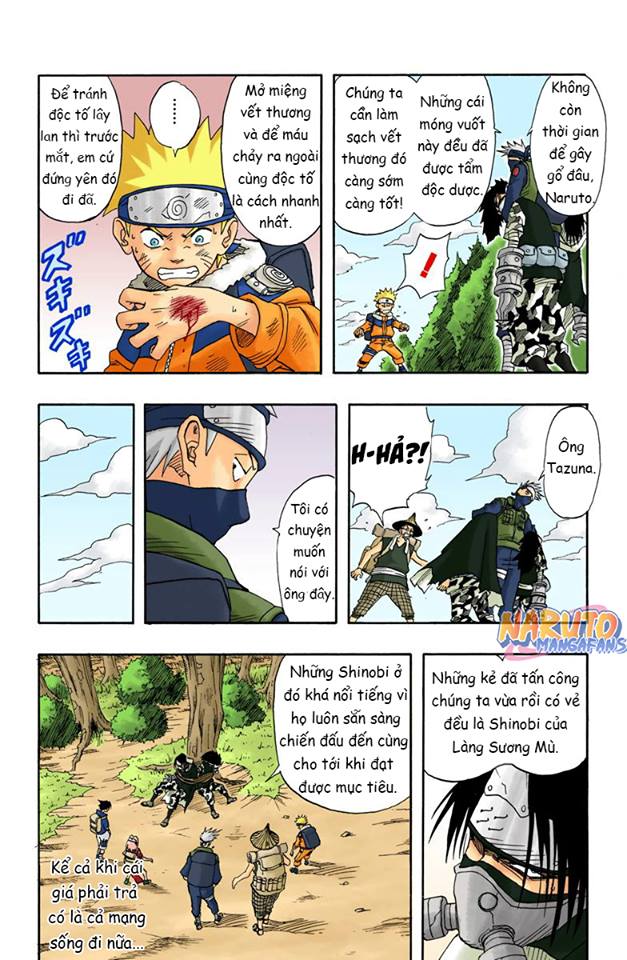 Không
còn
thời gian
để gây
gổ đâu,
Naruto.
Những cái
móng vuốt
này đều đã
được tẩm
độc dược.
Chúng ta
cần làm
sạch vết
thương đó
càng sớm
càng tốt!
!
Mở miệng
vết thương
và để máu
chảy ra ngoài
cùng độc tố
là cách nhanh
nhất.
......
Để tránh
độc tố lây
lan thì trước
mắt, em cứ
đứng yên đó
đi đã.
ズキズキ
Ông
Tazuna.
H-HẢ?!
Tôi có
chuyện
muốn
nói với
ông đây.
NARUTO
MANGAFANS
Những kẻ đã tấn công
chúng ta vừa rồi có vẻ
đều là Shinobi của
Làng Sương Mù.
Những Shinobi ở
đó khá nổi tiếng vì
họ luôn sẵn sàng
chiến đấu đến cùng
cho tới khi đạt
được mục tiêu.
Kể cả khi cái
giá phải trả
có là cả mạng
sống đi nữa...